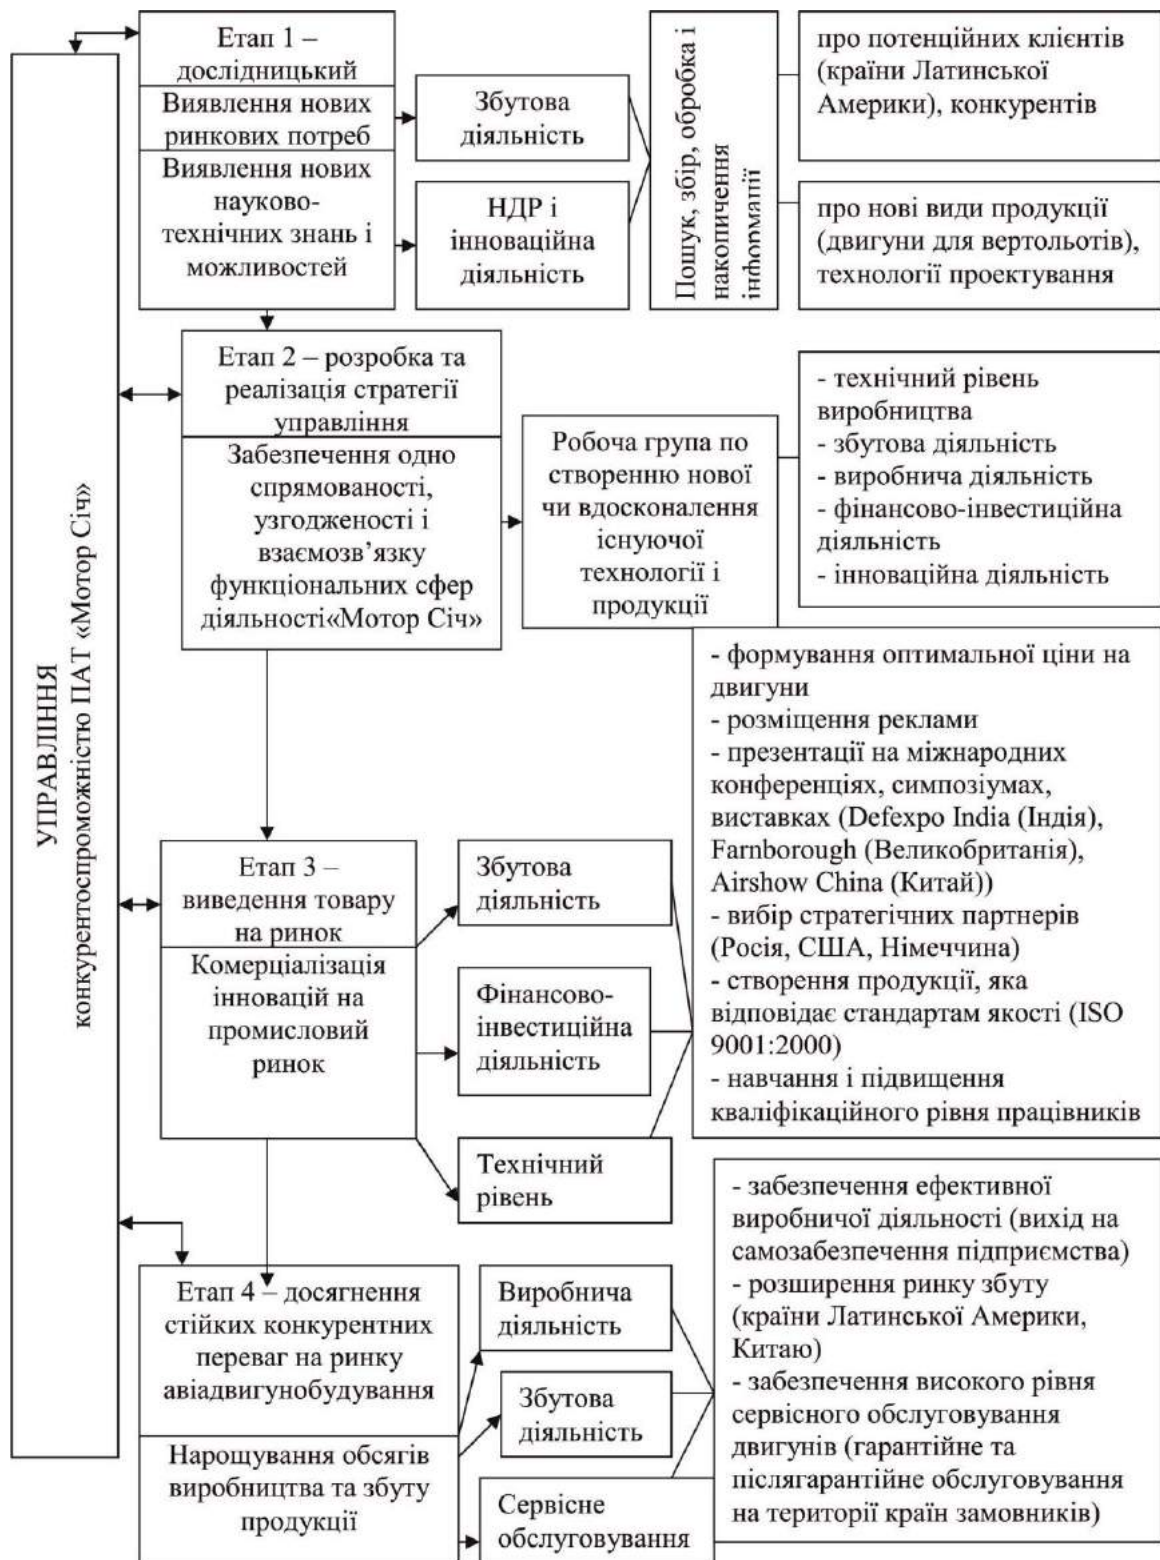 УПРАВЛІННЯ
конкурентоспроможністю ПАТ «Мотор Січ»
Етап 1 –
дослідницький
Виявлення нових
ринкових потреб
Виявлення нових
науково-
технічних знань і
можливостей
Збутова
діяльність
НДР і
інноваційна
діяльність
Пошук, збір, обробка і
накопичення
інформації
про потенційних клієнтів
(країни Латинської
Америки), конкурентів
про нові види продукції
(двигуни для вертольотів),
технології проектування
Етап 2 – розробка та
реалізація стратегії
управління
Забезпечення одно
спрямованості,
узгодженості і
взаємозв’язку
функціональних сфер
діяльності«Мотор Січ»
Робоча група по
створенню нової
чи вдосконалення
існуючої
технології і
продукції
- технічний рівень
виробництва
- збутова діяльність
- виробнича діяльність
- фінансово-інвестиційна
діяльність
- інноваційна діяльність
Етап 3 –
виведення товару
на ринок
Комерціалізація
інновацій на
промисловий
ринок
Збутова
діяльність
Фінансово-
інвестиційна
діяльність
Технічний
рівень
- формування оптимальної ціни на
двигуни
- розміщення реклами
- презентації на міжнародних
конференціях, симпозіумах,
виставках (Defexpo India (Індія),
Farnborough (Великобританія),
Airshow China (Китай))
- вибір стратегічних партнерів
(Росія, США, Німеччина)
- створення продукції, яка
відповідає стандартам якості (ISO
9001:2000)
- навчання і підвищення
кваліфікаційного рівня працівників
Етап 4 – досягнення
стійких конкурентних
переваг на ринку
авіадвигунобудування
Нарощування обсягів
виробництва та збуту
продукції
Виробнича
діяльність
Збутова
діяльність
Сервісне
обслуговування
- забезпечення ефективної
виробничої діяльності (вихід на
самозабезпечення підприємства)
- розширення ринку збуту
(країни Латинської Америки,
Китаю)
- забезпечення високого рівня
сервісного обслуговування
двигунів (гарантійне та
післягарантійне обслуговування
на території країн замовників)